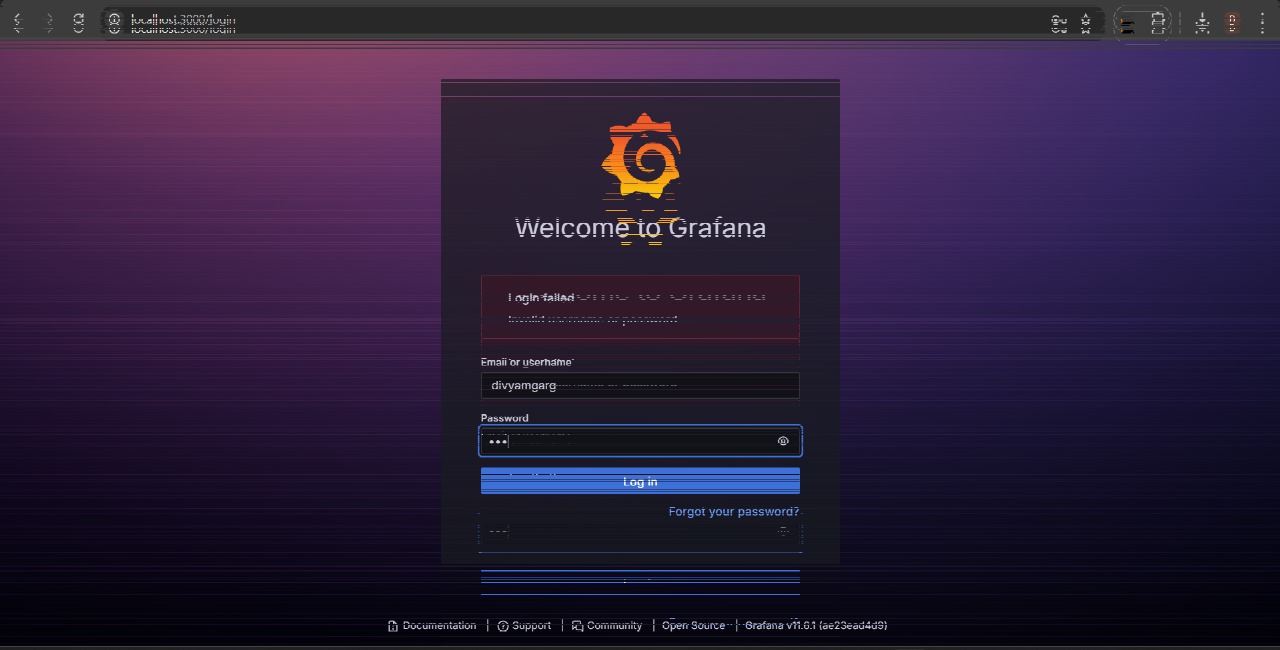 localhost:3000/login
Welcome to Grafana
Login failed
Invalid username or password
Email or username
divyamgarg
Password
•••
Log in
Forgot your password?
Documentation | Support | Community | Open Source | Grafana v11.6.1 (ae23ead4d9)